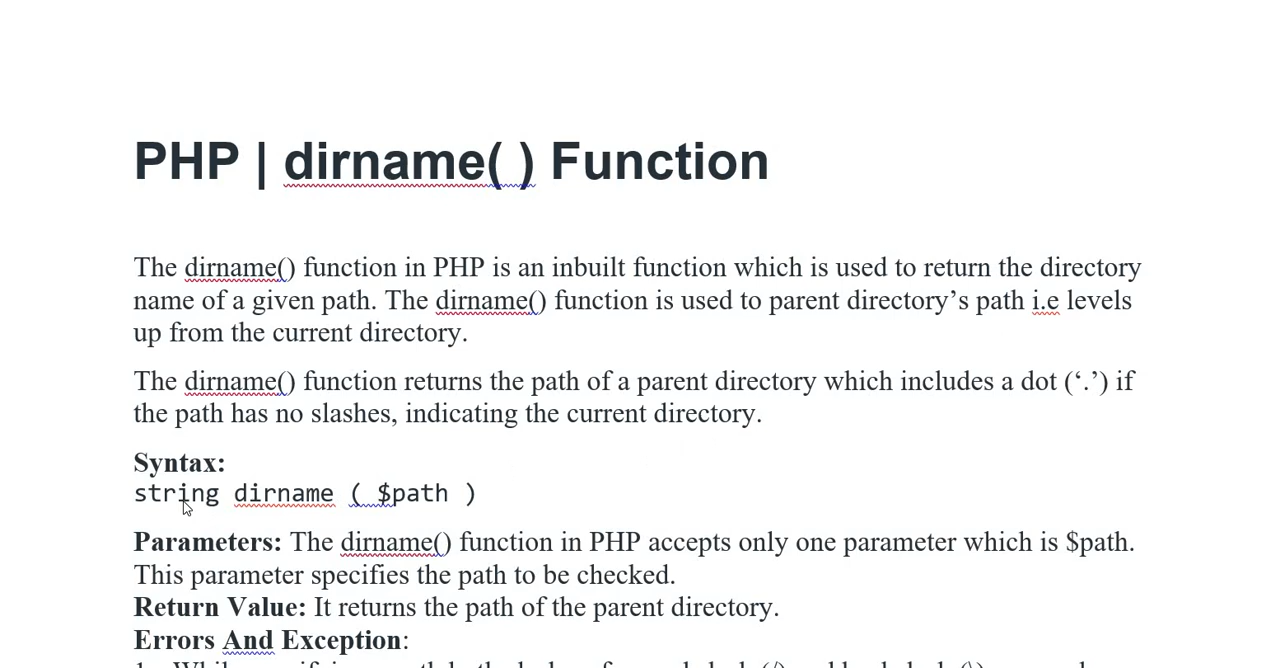 PHP | dirname( ) Function
The dirname() function in PHP is an inbuilt function which is used to return the directory
name of a given path. The dirname() function is used to parent directory’s path i.e levels
up from the current directory.
The dirname() function returns the path of a parent directory which includes a dot (‘.’) if
the path has no slashes, indicating the current directory.
Syntax:
string dirname ( $path )
Parameters: The dirname() function in PHP accepts only one parameter which is $path.
This parameter specifies the path to be checked.
Return Value: It returns the path of the parent directory.
Errors And Exception: